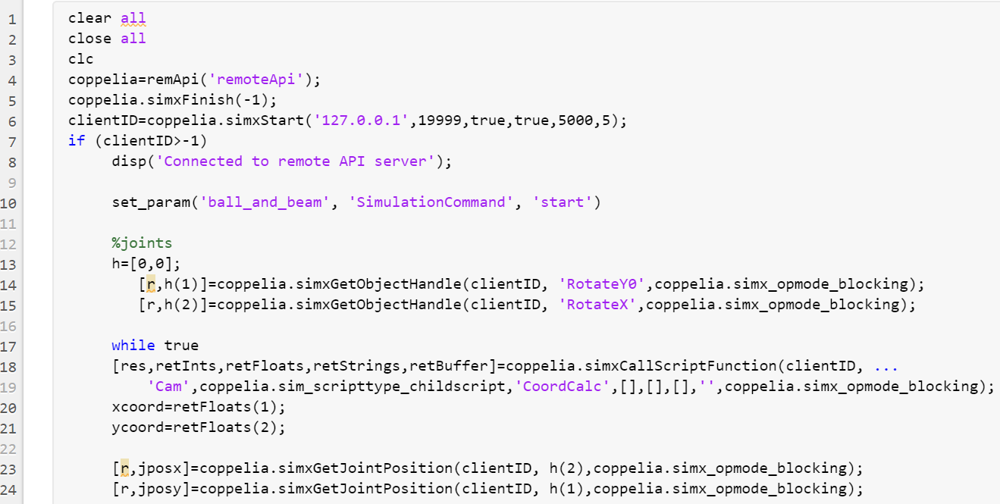 1 clear all
2 close all
3 clc
4 coppelia=remApi('remoteApi');
5 coppelia.simxFinish(-1);
6 clientID=coppelia.simxStart('127.0.0.1',19999,true,true,5000,5);
7 if (clientID>-1)
8 disp('Connected to remote API server');
9
10 set_param('ball_and_beam', 'SimulationCommand', 'start')
11
12 %joints
13 h=[0,0];
14 [r,h(1)]=coppelia.simxGetObjectHandle(clientID, 'RotateY0',coppelia.simx_opmode_blocking);
15 [r,h(2)]=coppelia.simxGetObjectHandle(clientID, 'RotateX',coppelia.simx_opmode_blocking);
16
17 while true
18 [res,retInts,retFloats,retStrings,retBuffer]=coppelia.simxCallScriptFunction(clientID, ...
19 'Cam',coppelia.sim_scripttype_childscript,'CoordCalc',[],[],[],'',coppelia.simx_opmode_blocking);
20 xcoord=retFloats(1);
21 ycoord=retFloats(2);
22
23 [r,jposx]=coppelia.simxGetJointPosition(clientID, h(2),coppelia.simx_opmode_blocking);
24 [r,jposy]=coppelia.simxGetJointPosition(clientID, h(1),coppelia.simx_opmode_blocking);